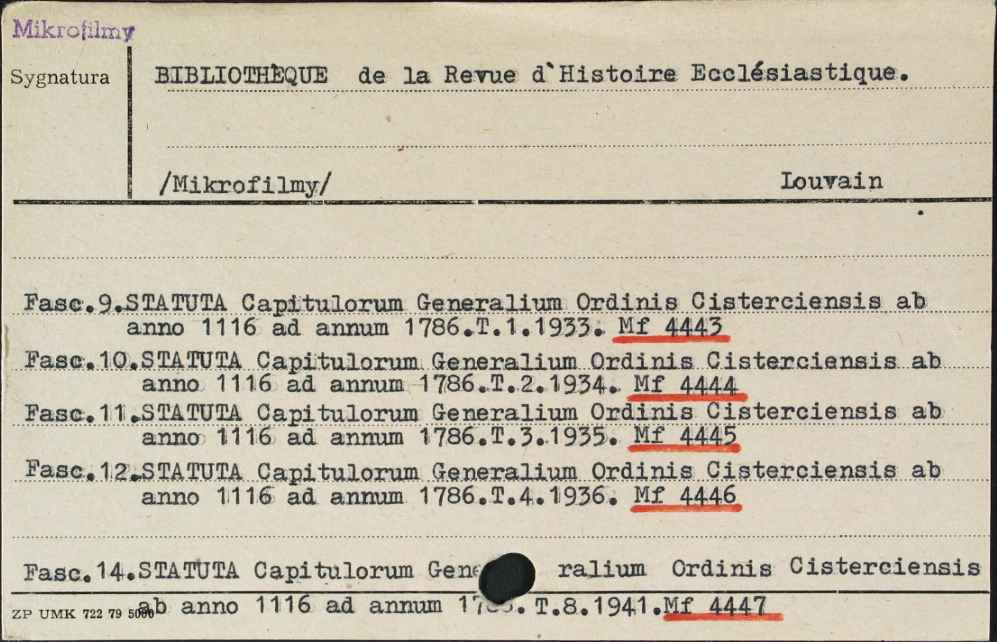 Mikrofilmy
Sygnatura
BIBLIOTHÈQUE de la Revue d`Histoire Ecclésiastique.
/Mikrofilmy/ Louvain
Fasc.9.STATUTA Capitulorum Generalium Ordinis Cisterciensis ab
anno 1116 ad annum 1786.T.1.1933. Mf 4443
Fasc.10.STATUTA Capitulorum Generalium Ordinis Cisterciensis ab
anno 1116 ad annum 1786.T.2.1934. Mf 4444
Fasc.11.STATUTA Capitulorum Generalium Ordinis Cisterciensis ab
anno 1116 ad annum 1786.T.3.1935. Mf 4445
Fasc.12.STATUTA Capitulorum Generalium Ordinis Cisterciensis ab
anno 1116 ad annum 1786.T.4.1936. Mf 4446
Fasc.14.STATUTA Capitulorum Gene ralium Ordinis Cisterciensis
ab anno 1116 ad annum T.8.1941.Mf 4447
ZP UMK 722 79 5000